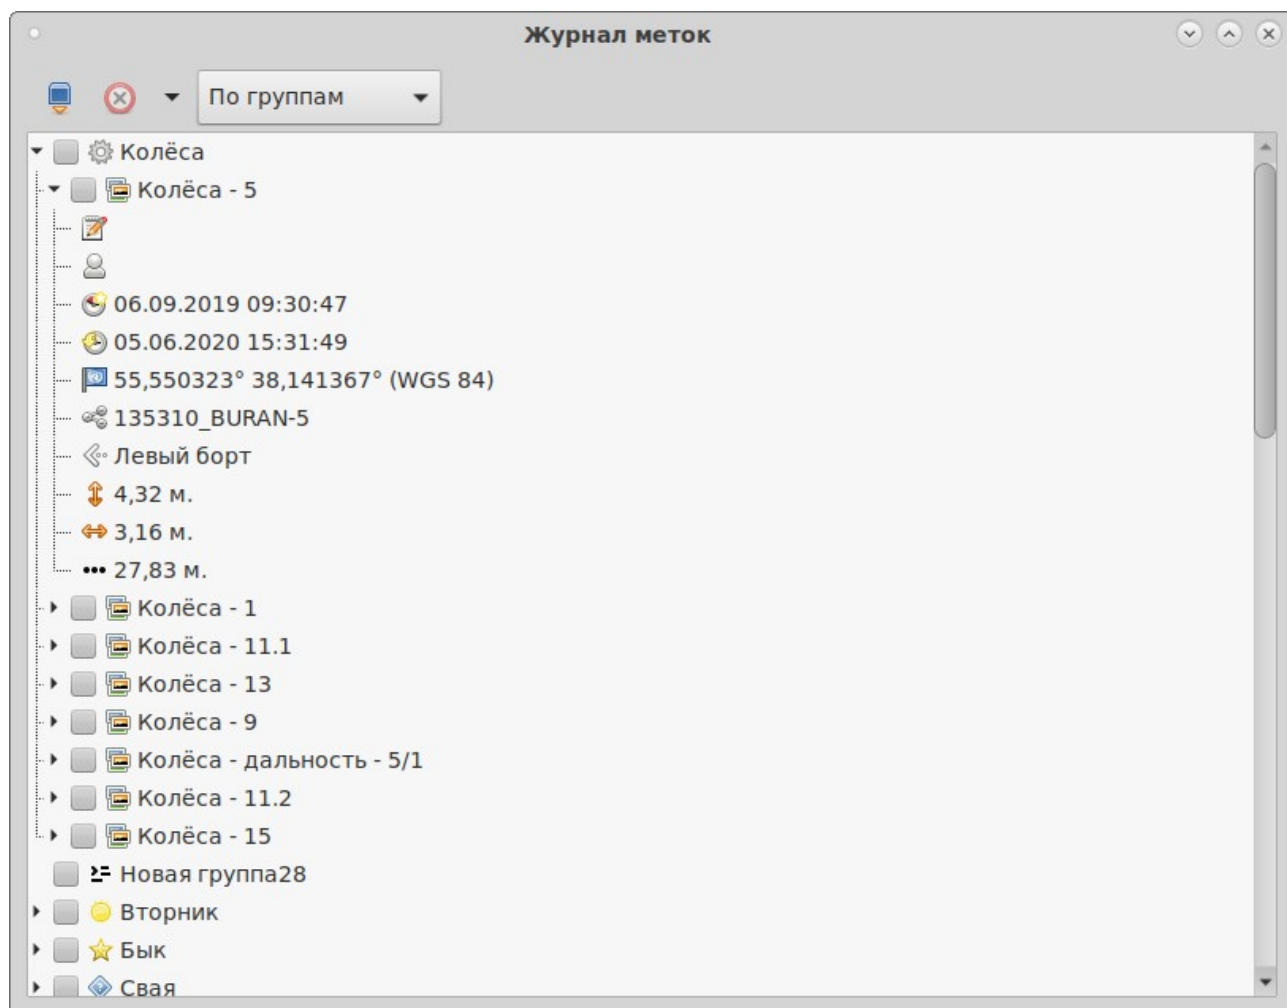 Журнал меток
По группам
Колёса
Колёса - 5
06.09.2019 09:30:47
05.06.2020 15:31:49
55,550323° 38,141367° (WGS 84)
135310_BURAN-5
Левый борт
4,32 м.
3,16 м.
27,83 м.
Колёса - 1
Колёса - 11.1
Колёса - 13
Колёса - 9
Колёса - дальность - 5/1
Колёса - 11.2
Колёса - 15
Новая группа28
Вторник
Бык
Свая